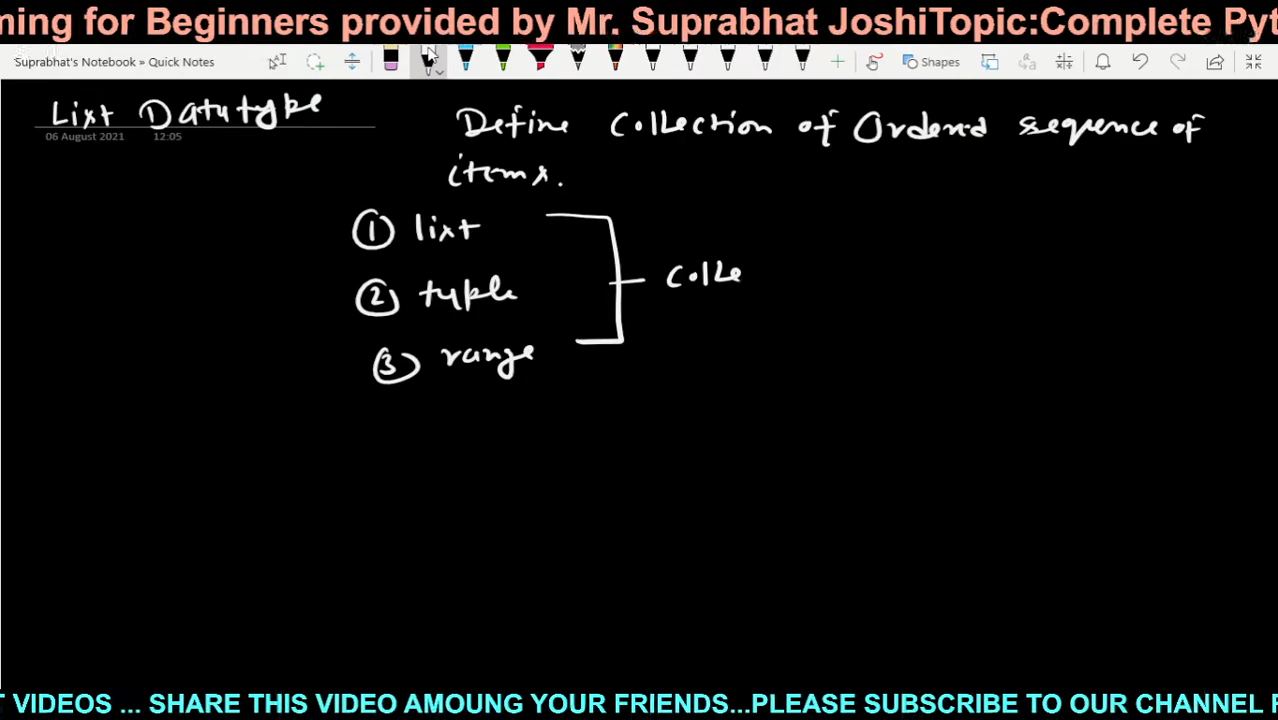 ming for Beginners provided by Mr. Suprabhat JoshiTopic:Complete Pyt
Suprabhat's Notebook » Quick Notes
Shapes
List Datatype
06 August 2021 12:05
Define Collection of Ordered sequence of
items.
1 list
2 tuple
3 range
Colle
T VIDEOS ... SHARE THIS VIDEO AMOUNG YOUR FRIENDS...PLEASE SUBSCRIBE TO OUR CHANNEL F